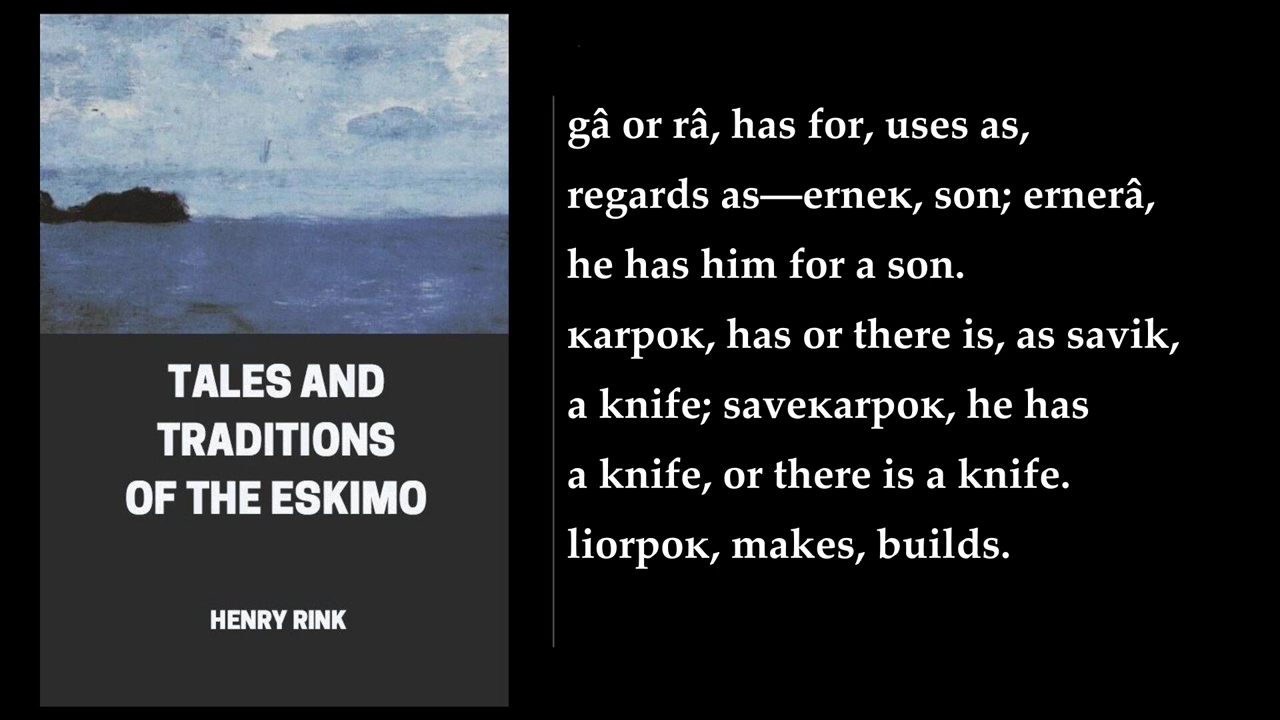 TALES AND
TRADITIONS
OF THE ESKIMO
HENRY RINK
gâ or râ, has for, uses as,
regards as—erneĸ, son; ernerâ,
he has him for a son.
ĸarpoĸ, has or there is, as savik,
a knife; saveĸarpoĸ, he has
a knife, or there is a knife.
liorpoĸ, makes, builds.